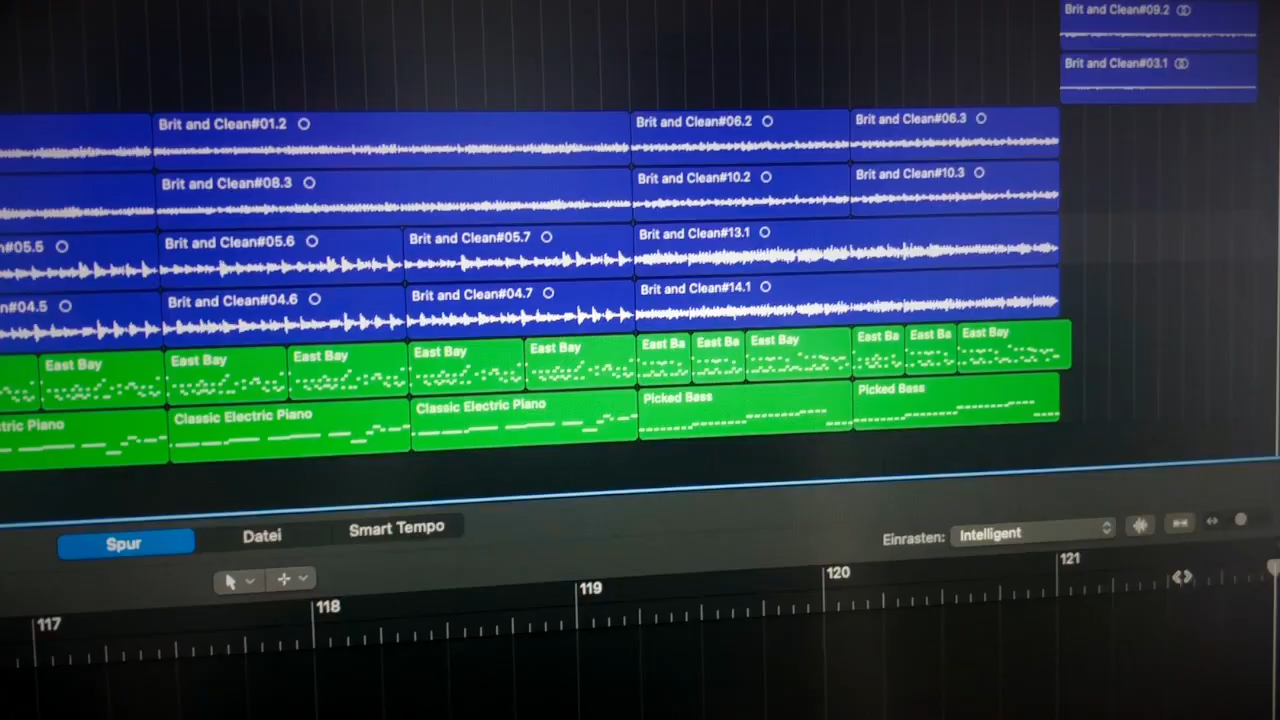 Brit and Clean#09.2
Brit and Clean#03.1
Brit and Clean#01.2
Brit and Clean#06.2
Brit and Clean#06.3
Brit and Clean#08.3
Brit and Clean#10.2
Brit and Clean#10.3
n#05.5
Brit and Clean#05.6
Brit and Clean#05.7
Brit and Clean#13.1
n#04.5
Brit and Clean#04.6
Brit and Clean#04.7
Brit and Clean#14.1
East Bay
East Bay
East Bay
East Bay
East Bay
East Ba
East Ba
East Bay
East Ba
East Ba
East Bay
tric Piano
Classic Electric Piano
Classic Electric Piano
Picked Bass
Picked Bass
Spur
Datei
Smart Tempo
Einrasten:
Intelligent
117
118
119
120
121